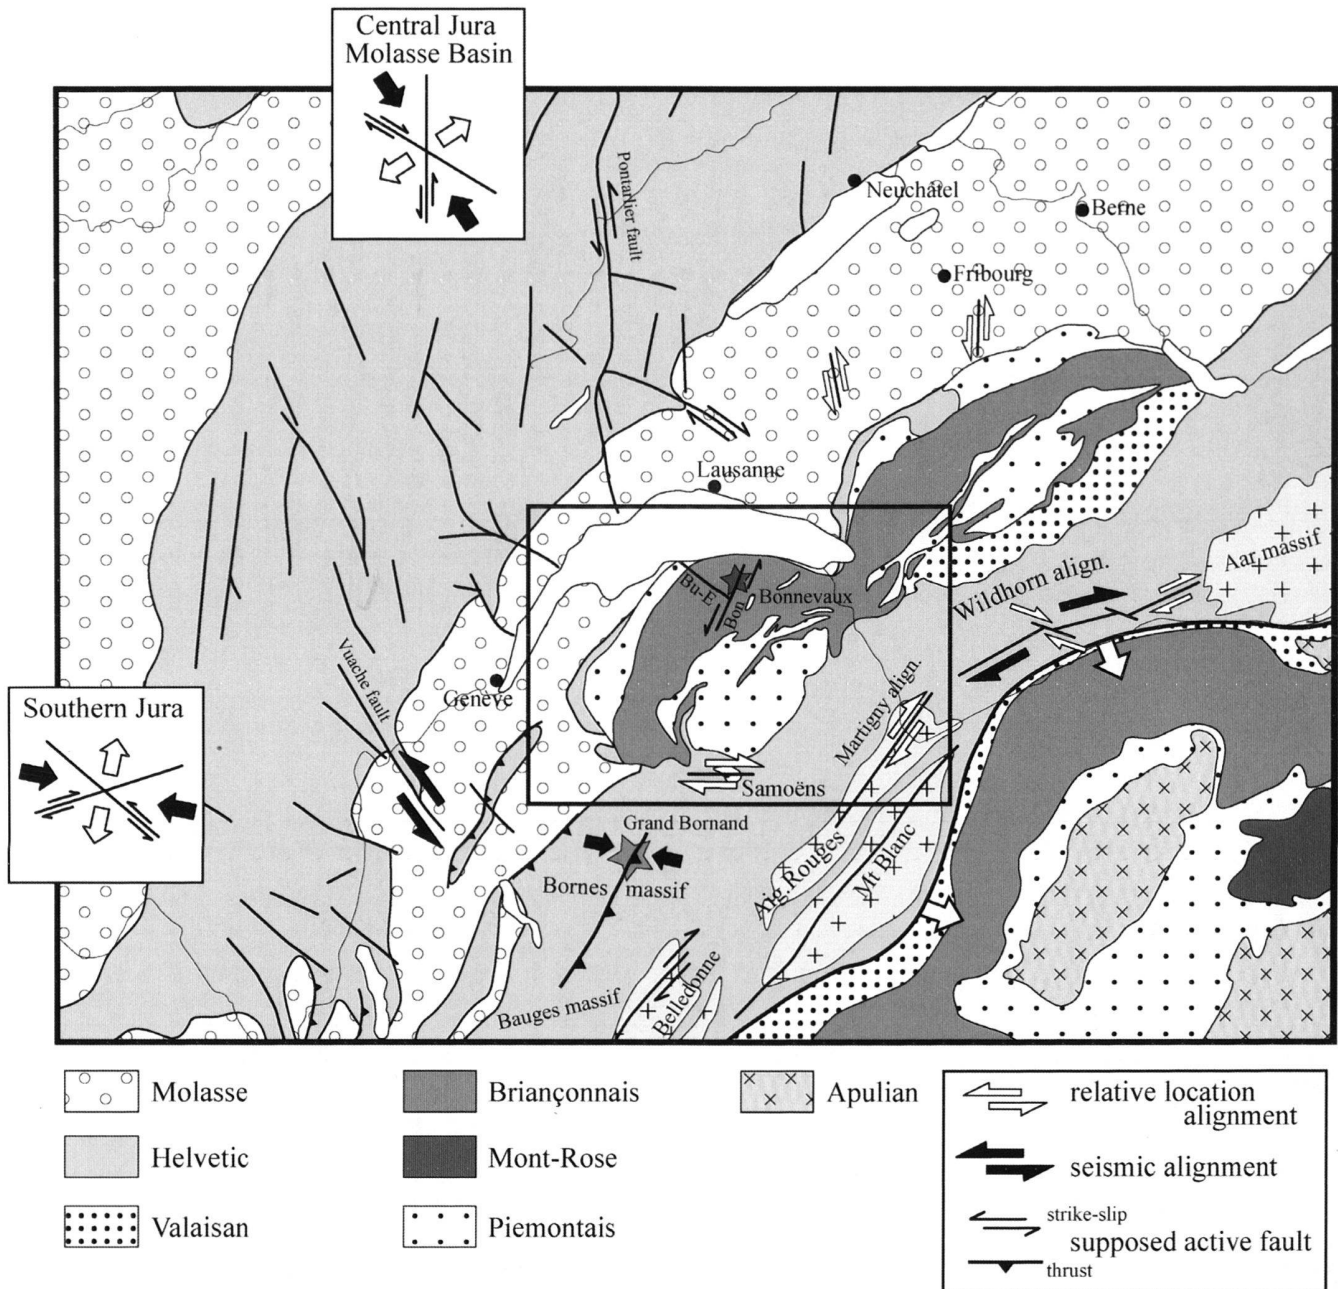 Central Jura
Molasse Basin
Pontarlier fault
Neuchâtel
Berne
Fribourg
Lausanne
Aar massif
Wildhorn align.
Bu-E
Bon
Bonnevaux
Vuache fault
Genève
Martigny align.
Southern Jura
Samoëns
Grand Bornand
Bornes massif
Aig.Rouges
Mt Blanc
Bauges massif
Belledonne
Molasse
Helvetic
Valaisan
Briançonnais
Mont-Rose
Piemontais
Apulian
relative location
alignment
seismic alignment
strike-slip
supposed active fault
thrust